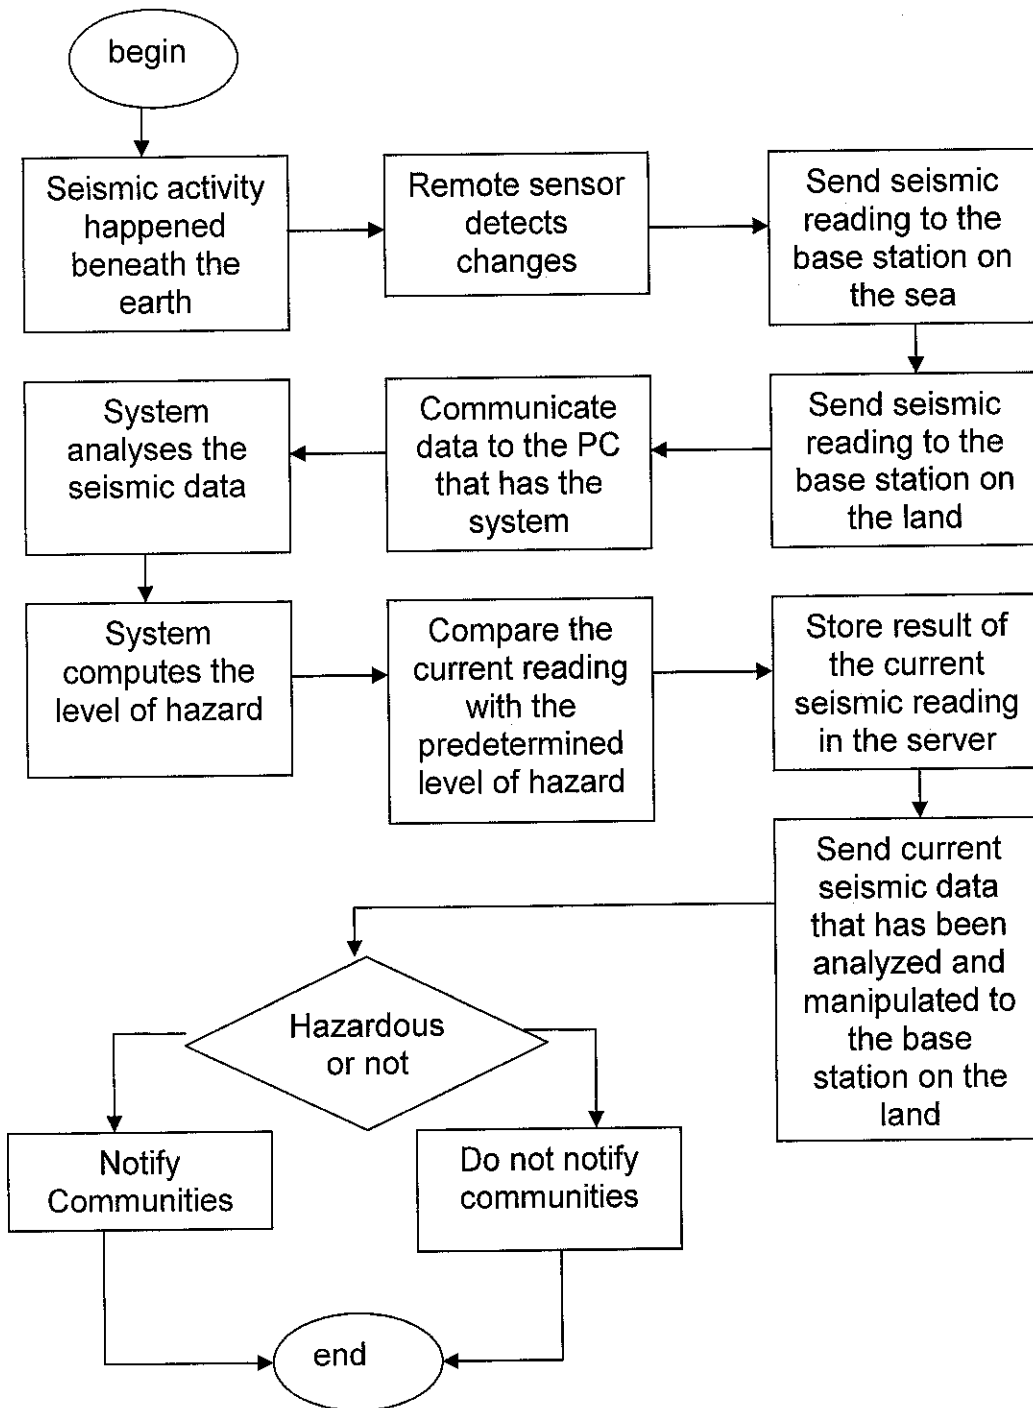 begin
Seismic activity
happened
beneath the
earth
Remote sensor
detects
changes
Send seismic
reading to the
base station on
the sea
Send seismic
reading to the
base station on
the land
Communicate
data to the PC
that has the
system
System
analyses the
seismic data
System
computes the
level of hazard
Compare the
current reading
with the
predetermined
level of hazard
Store result of
the current
seismic reading
in the server
Send current
seismic data
that has been
analyzed and
manipulated to
the base
station on the
land
Hazardous
or not
Notify
Communities
Do not notify
communities
end